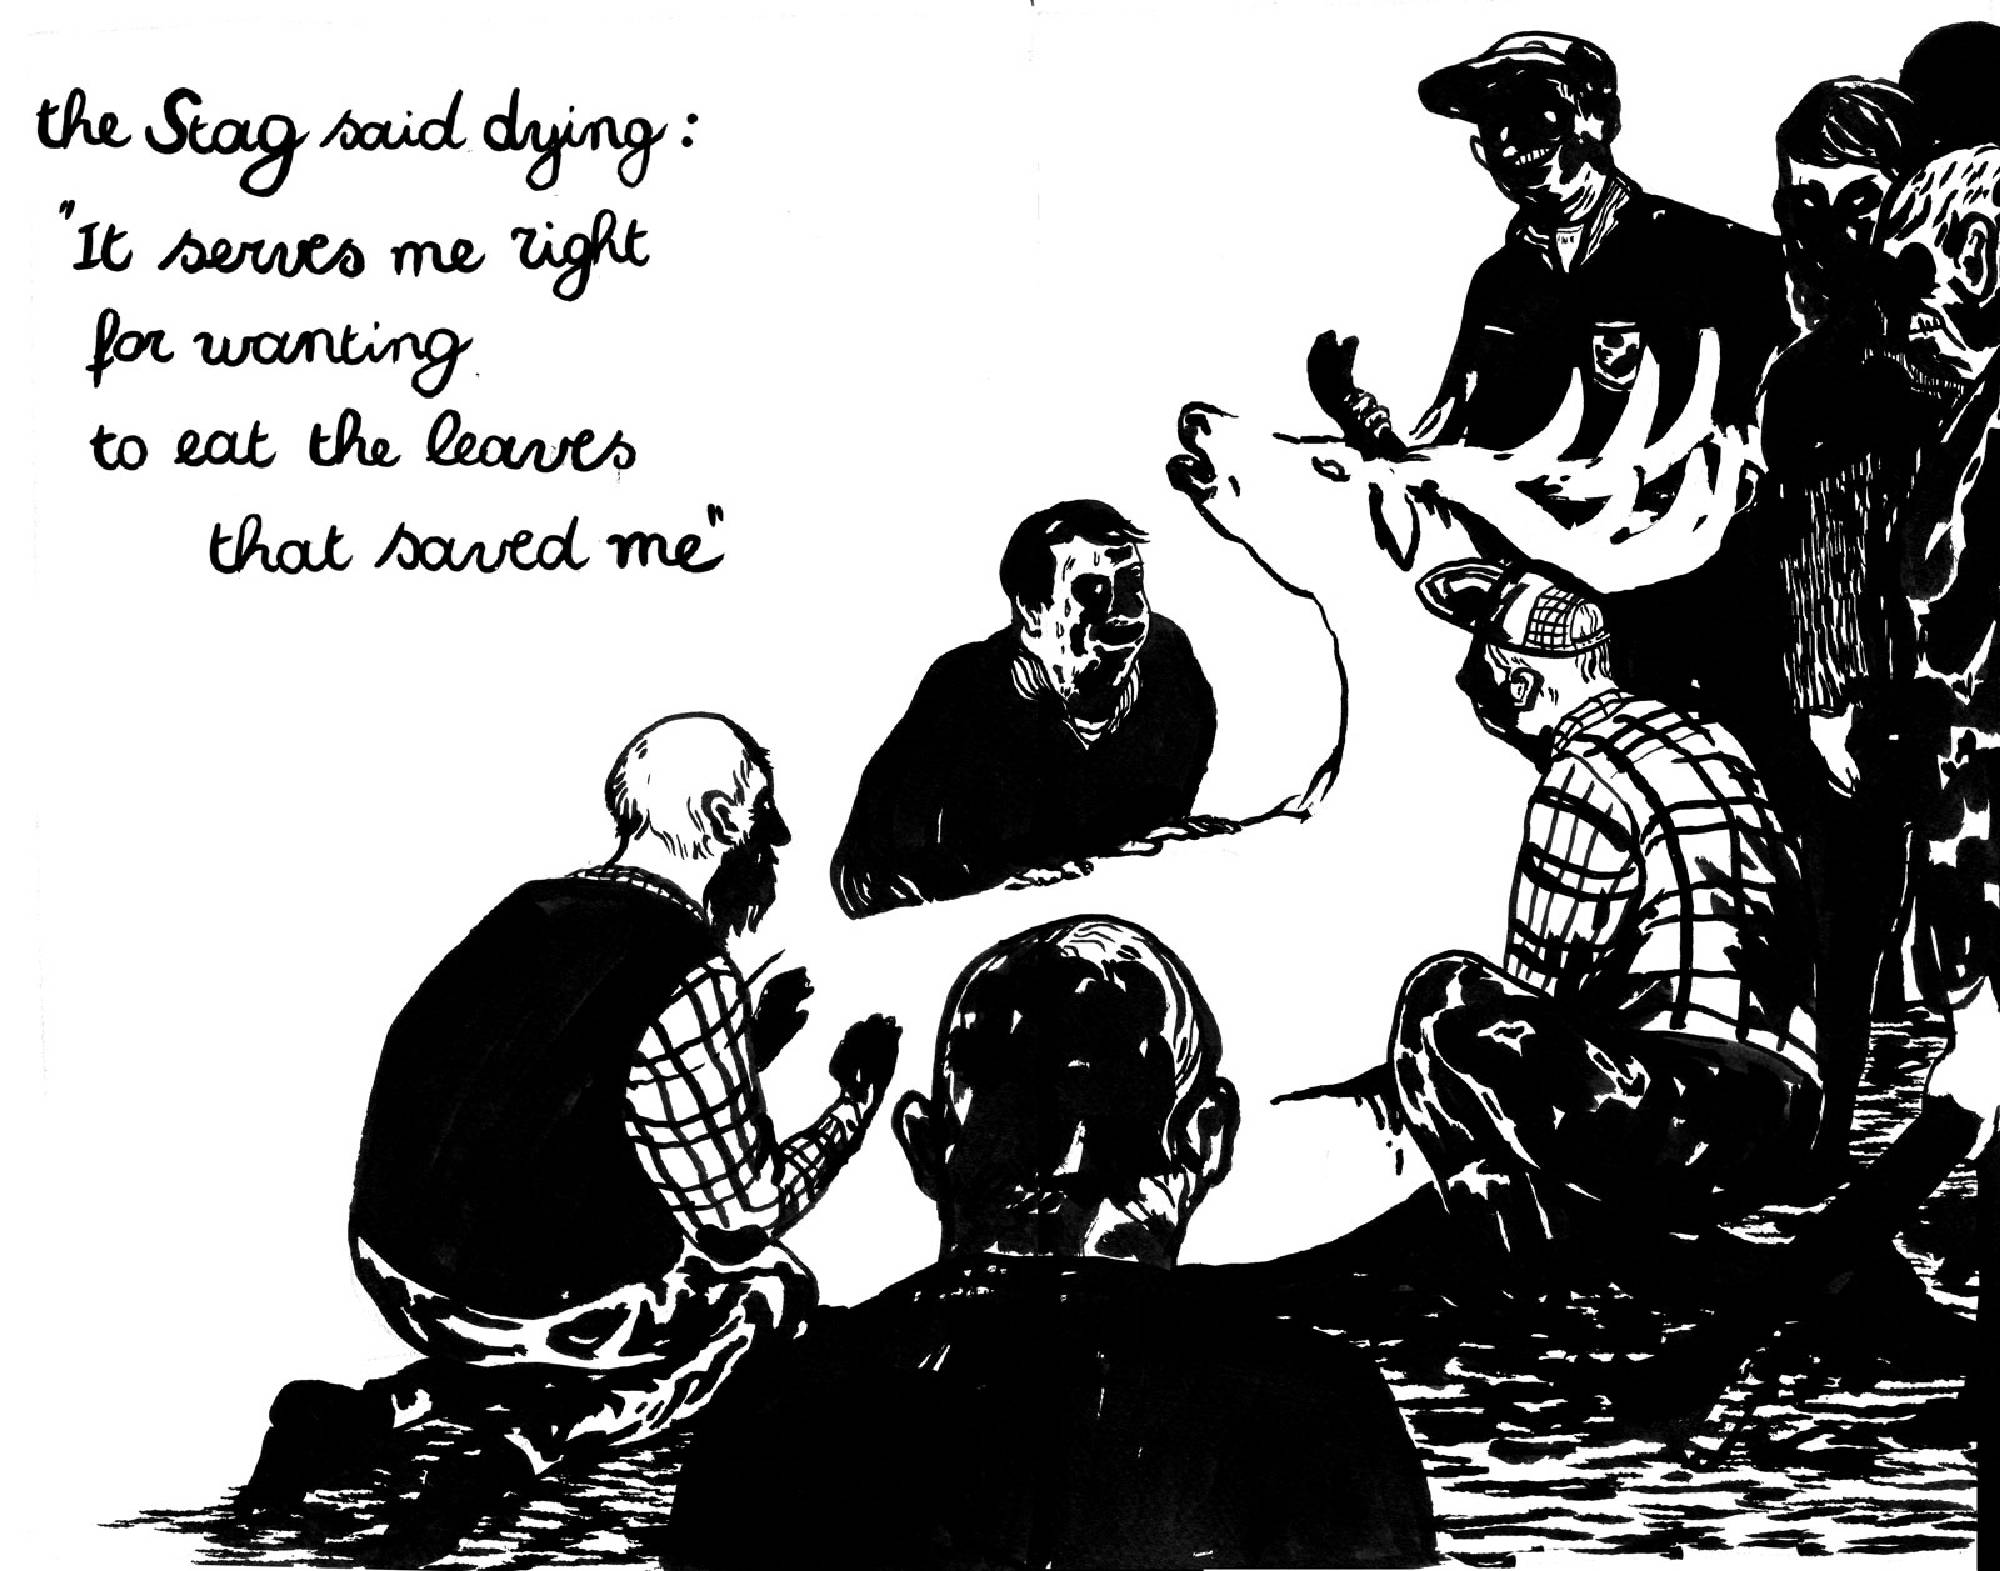 the Stag said dying:
"It serves me right
for wanting
to eat the leaves
that saved me"